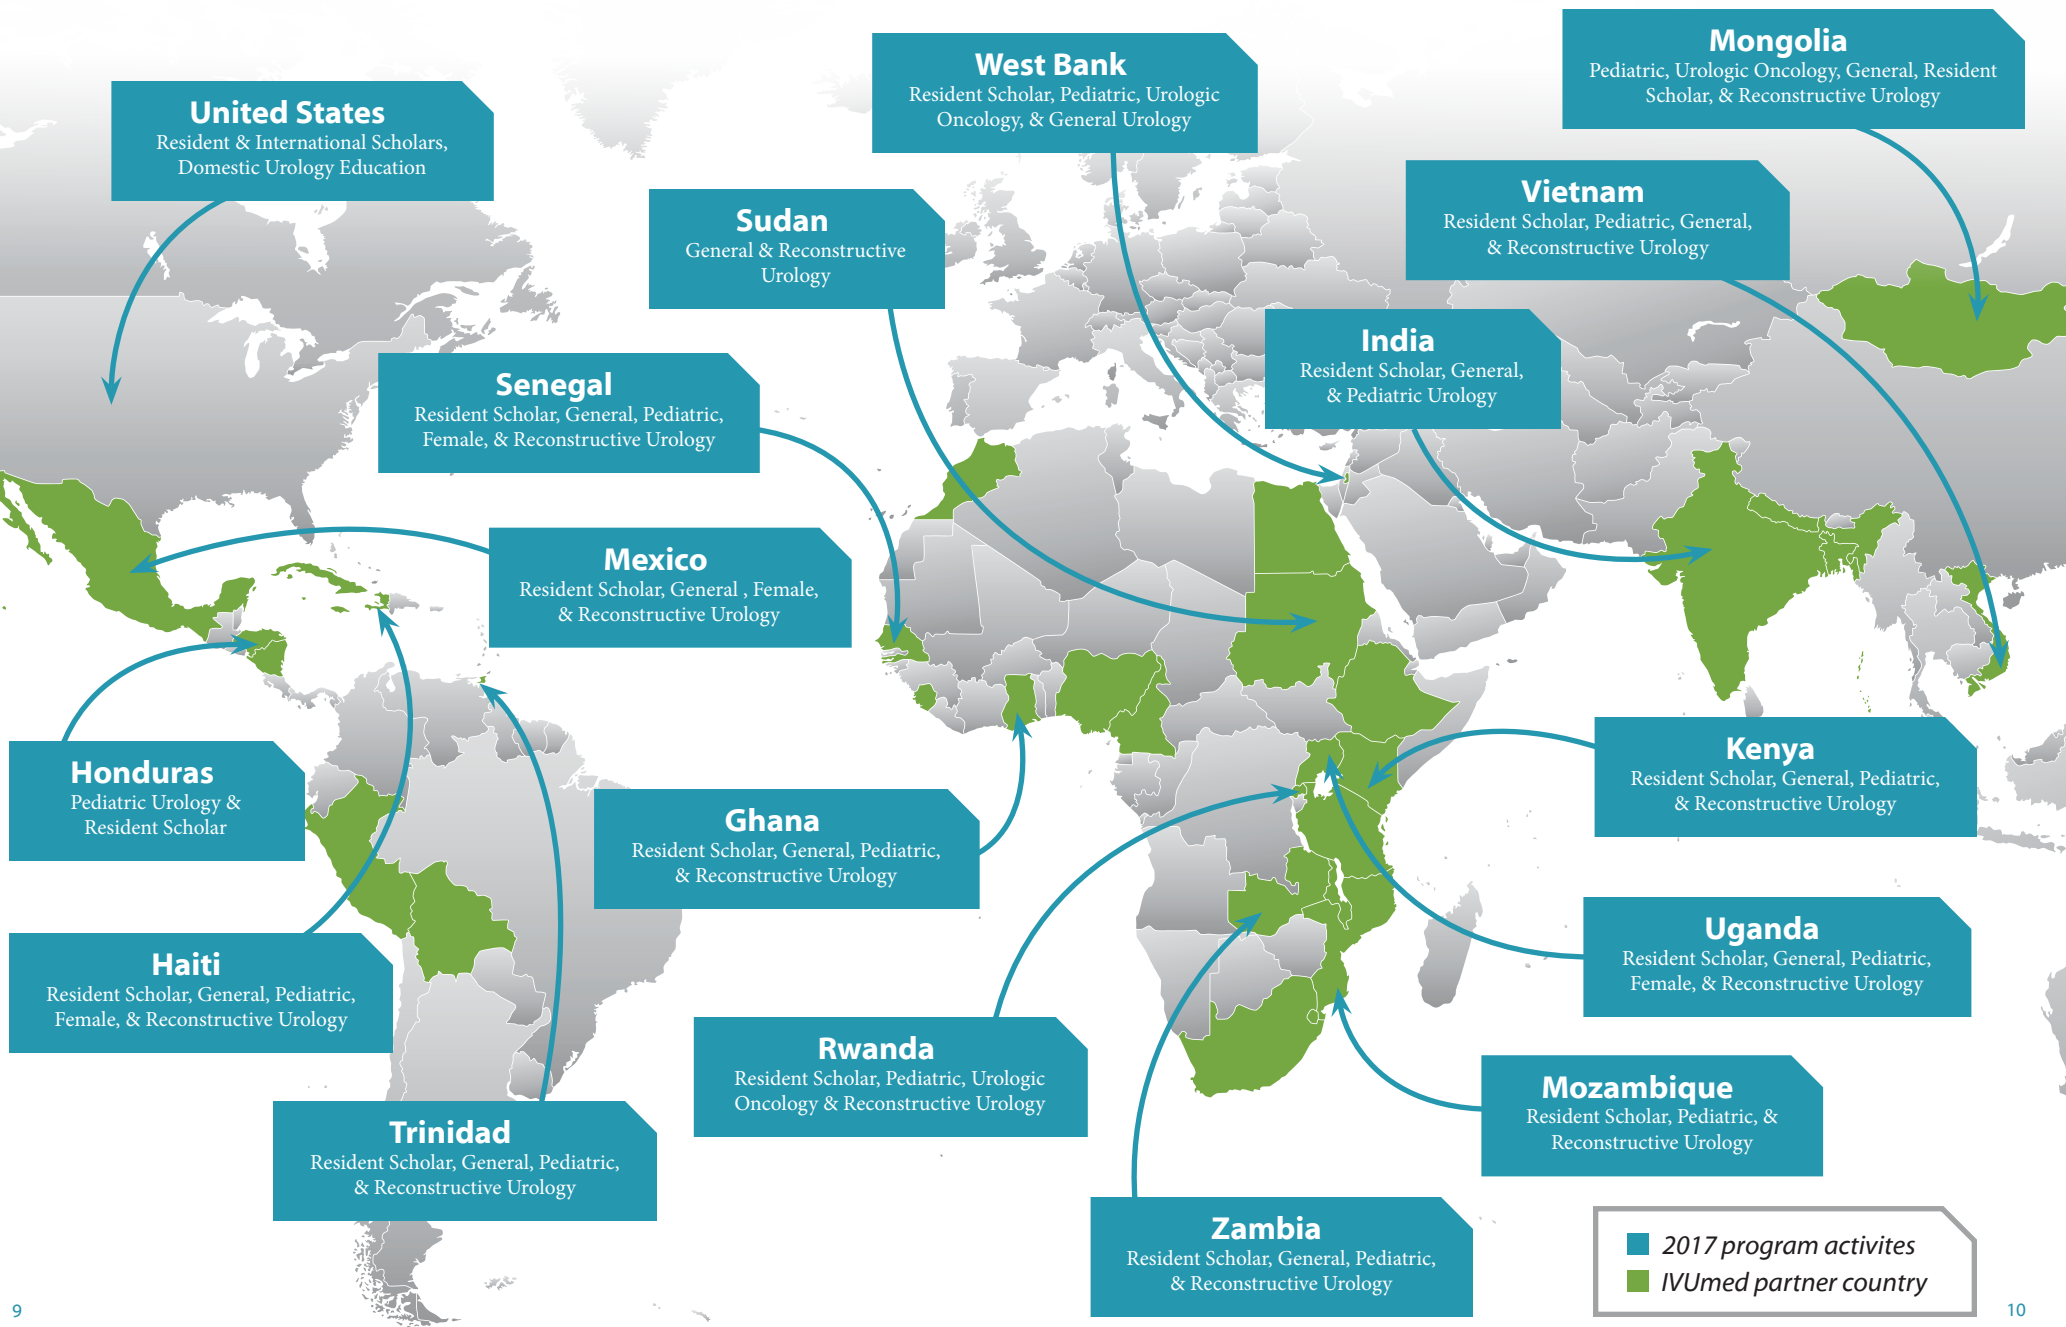 United States
Resident & International Scholars,
Domestic Urology Education
West Bank
Resident Scholar, Pediatric, Urologic
Oncology, & General Urology
Mongolia
Pediatric, Urologic Oncology, General, Resident
Scholar, & Reconstructive Urology
Sudan
General & Reconstructive
Urology
Vietnam
Resident Scholar, Pediatric, General,
& Reconstructive Urology
Senegal
Resident Scholar, General, Pediatric,
Female, & Reconstructive Urology
India
Resident Scholar, General,
& Pediatric Urology
Mexico
Resident Scholar, General , Female,
& Reconstructive Urology
Honduras
Pediatric Urology &
Resident Scholar
Ghana
Resident Scholar, General, Pediatric,
& Reconstructive Urology
Kenya
Resident Scholar, General, Pediatric,
& Reconstructive Urology
Haiti
Resident Scholar, General, Pediatric,
Female, & Reconstructive Urology
Uganda
Resident Scholar, General, Pediatric,
Female, & Reconstructive Urology
Rwanda
Resident Scholar, Pediatric, Urologic
Oncology & Reconstructive Urology
Mozambique
Resident Scholar, Pediatric, &
Reconstructive Urology
Trinidad
Resident Scholar, General, Pediatric,
& Reconstructive Urology
Zambia
Resident Scholar, General, Pediatric,
& Reconstructive Urology
2017 program activites
IVUmed partner country
9
10